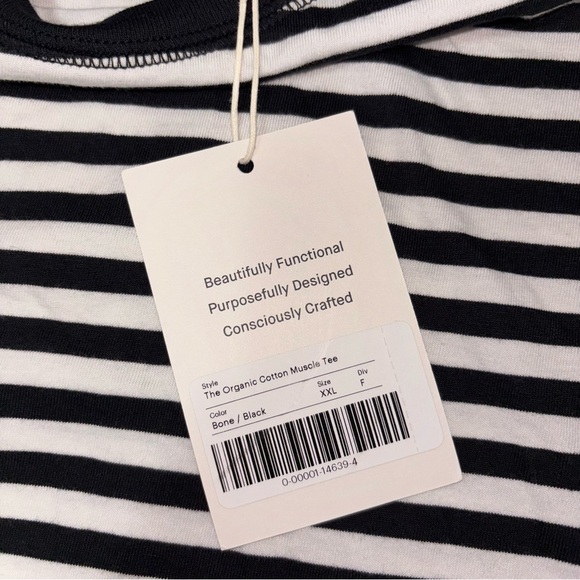 Beautifully Functional
Purposefully Designed
Consciously Crafted
Style
The Organic Cotton Muscle Tee
Color Size Div
Bone / Black XXL F
0-00001-14639-4